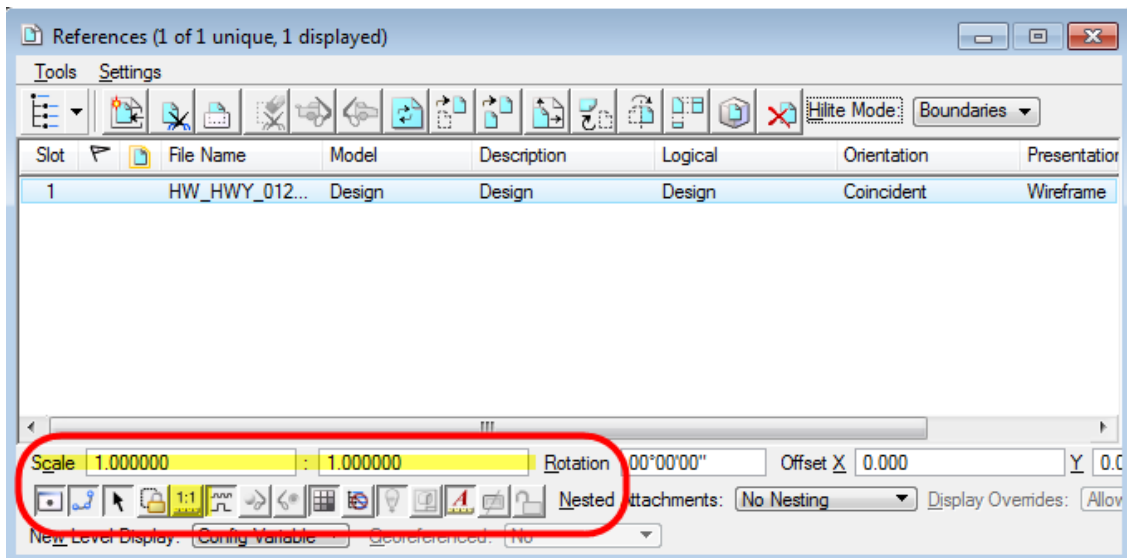 References (1 of 1 unique, 1 displayed)
Tools Settings
Hilite Mode: Boundaries
Slot File Name Model Description Logical Orientation Presentation
1 HW_HWY_012... Design Design Design Coincident Wireframe
Scale 1.000000 : 1.000000 Rotation 00°00'00" Offset X 0.000 Y 0.0
1:1 A Nested Attachments: No Nesting Display Overrides: Allow
New Level Display: Config Variable Georeferenced: No